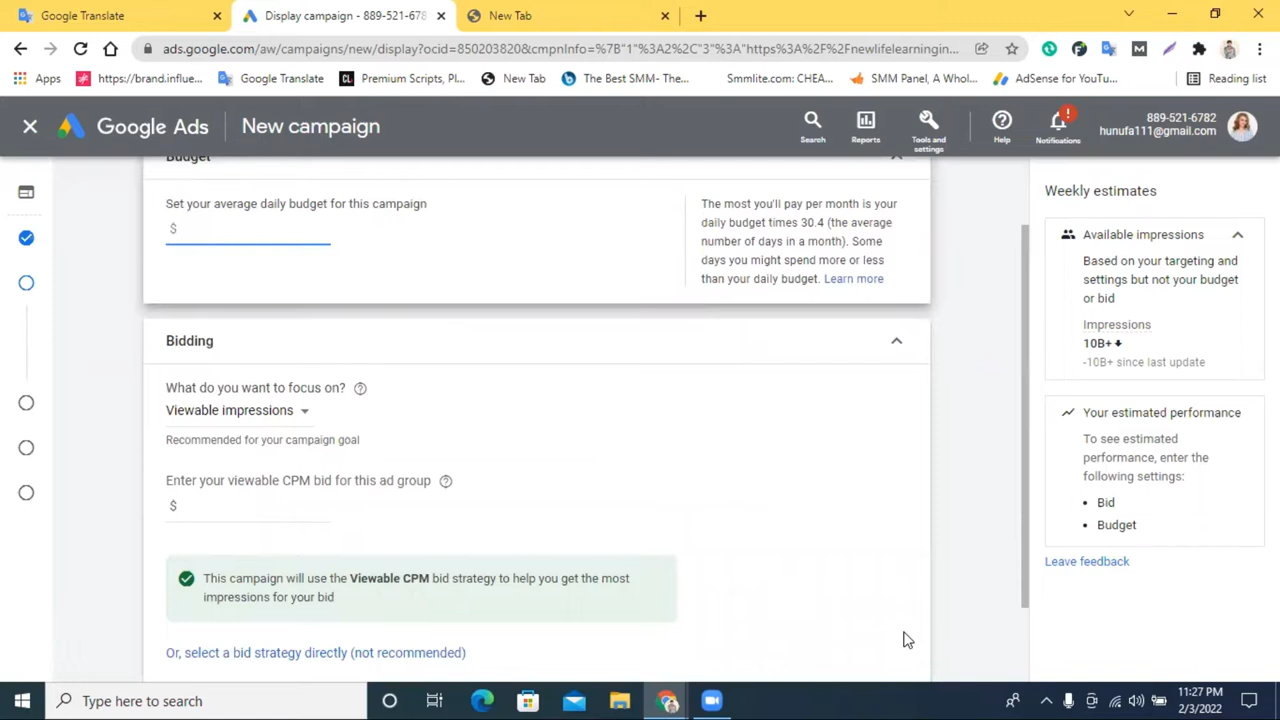 Google Translate
Display campaign - 889-521-678
New Tab
ads.google.com/aw/campaigns/new/display?ocid=850203820&cmpnInfo=%7B"1"%3A2%2C"3"%3A"https%3A%2F%2Fnewlifelearningin...
Apps
https://brand.influe...
Google Translate
Premium Scripts, Pl...
New Tab
The Best SMM- The...
Smmlite.com: CHEA...
SMM Panel, A Whol...
AdSense for YouTu...
Reading list
Google Ads
New campaign
Search
Reports
Tools and
settings
Help
Notifications
889-521-6782
hunufa111@gmail.com
Budget
Set your average daily budget for this campaign
$
The most you'll pay per month is your
daily budget times 30.4 (the average
number of days in a month). Some
days you might spend more or less
than your daily budget. Learn more
Bidding
What do you want to focus on?
Viewable impressions
Recommended for your campaign goal
Enter your viewable CPM bid for this ad group
$
This campaign will use the Viewable CPM bid strategy to help you get the most
impressions for your bid
Or, select a bid strategy directly (not recommended)
Weekly estimates
Available impressions
Based on your targeting and
settings but not your budget
or bid
Impressions
10B+
-10B+ since last update
Your estimated performance
To see estimated
performance, enter the
following settings:
• Bid
• Budget
Leave feedback
Type here to search
11:27 PM
2/3/2022